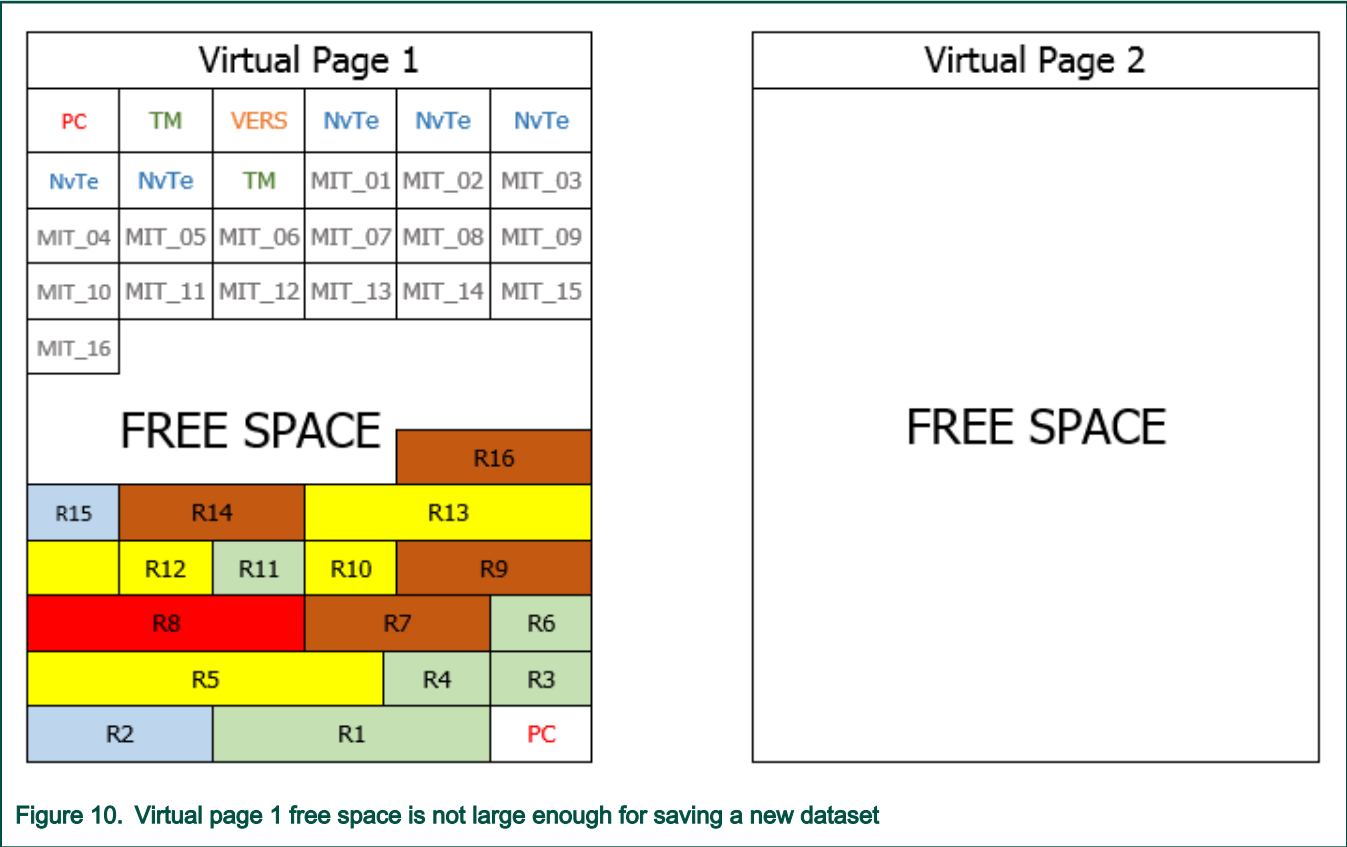 Virtual Page 1
PC TM VERS NvTe NvTe NvTe
NvTe NvTe TM MIT_01 MIT_02 MIT_03
MIT_04 MIT_05 MIT_06 MIT_07 MIT_08 MIT_09
MIT_10 MIT_11 MIT_12 MIT_13 MIT_14 MIT_15
MIT_16
FREE SPACE
R16
R15 R14 R13
R12 R11 R10 R9
R8 R7 R6
R5 R4 R3
R2 R1 PC
Virtual Page 2
FREE SPACE
Figure 10. Virtual page 1 free space is not large enough for saving a new dataset